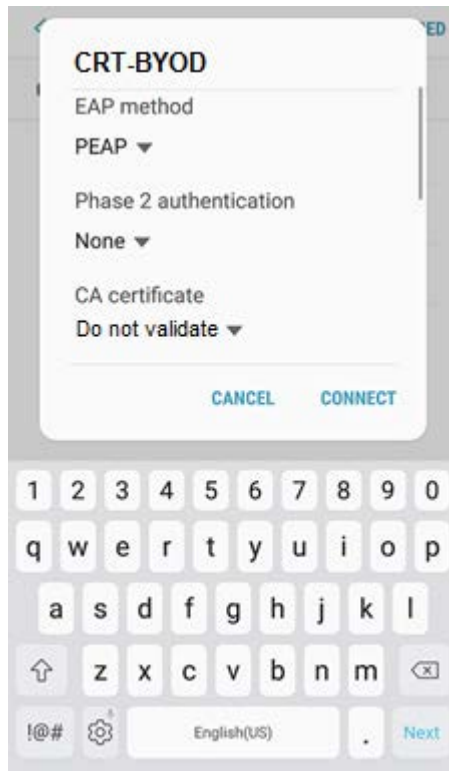 ED
CRT-BYOD
EAP method
PEAP
Phase 2 authentication
None
CA certificate
Do not validate
CANCEL CONNECT
1 2 3 4 5 6 7 8 9 0
q w e r t y u i o p
a s d f g h j k l
z x c v b n m
!@# English(US) . Next